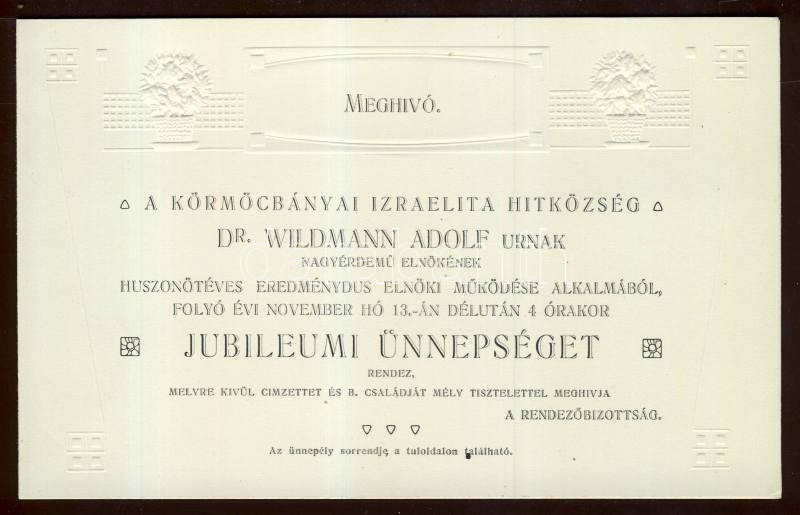 MEGHIVÓ.
A KÖRMÖCBÁNYAI IZRAELITA HITKÖZSÉG
DR. WILDMANN ADOLF URNAK
NAGYÉRDEMŰ ELNÖKÉNEK
HUSZONÖTÉVES EREDMÉNYDUS ELNÖKI MŰKÖDÉSE ALKALMÁBÓL,
FOLYÓ ÉVI NOVEMBER HÓ 13.-ÁN DÉLUTÁN 4 ÓRAKOR
JUBILEUMI ÜNNEPSÉGET
RENDEZ,
MELYRE KIVÜL CIMZETTET ÉS B. CSALÁDJÁT MÉLY TISZTELETTEL MEGHIVJA
A RENDEZŐBIZOTTSÁG.
Az ünnepély sorrendje a tuloldalon található.